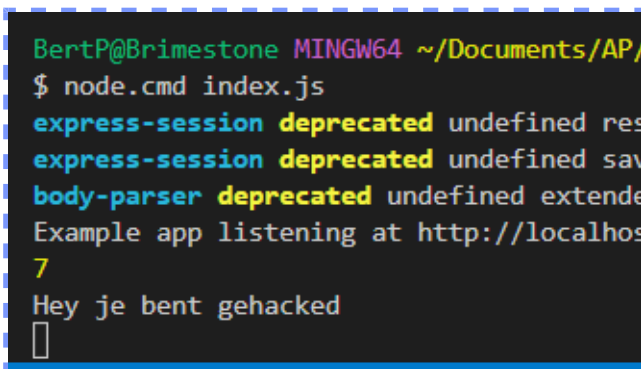 BertP@Brimestone MINGW64 ~/Documents/AP/
$ node.cmd index.js
express-session deprecated undefined res
express-session deprecated undefined sav
body-parser deprecated undefined extende
Example app listening at http://localhos
7
Hey je bent gehacked